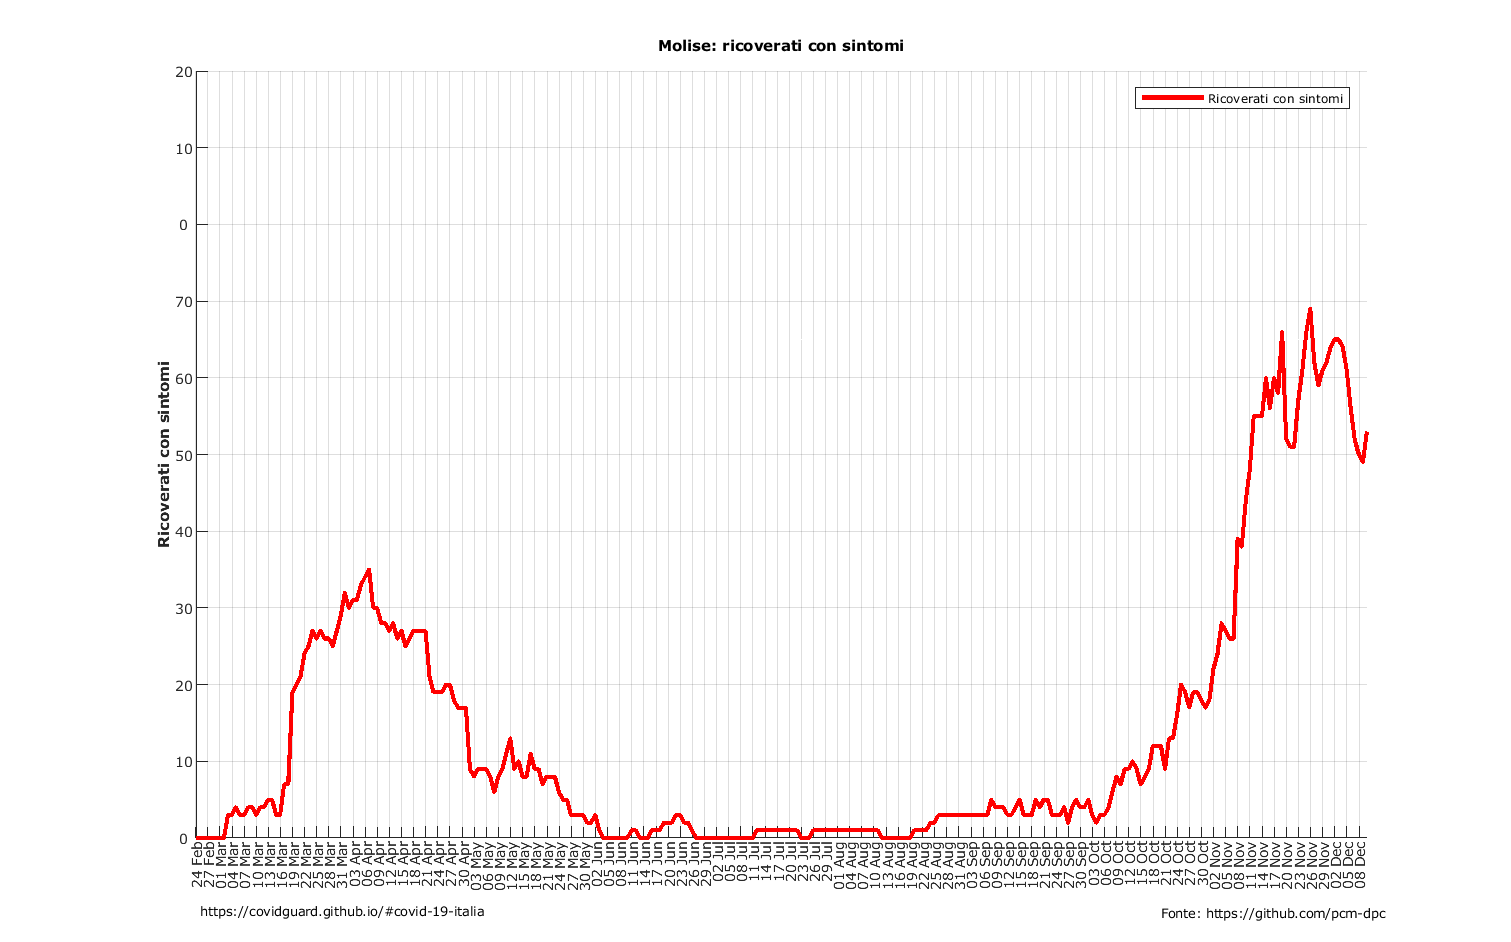 Molise: ricoverati con sintomi
Ricoverati con sintomi
20
10
0
70
60
50
40
30
20
10
0
Ricoverati con sintomi
24 Feb
27 Feb
01 Mar
04 Mar
07 Mar
10 Mar
13 Mar
16 Mar
19 Mar
22 Mar
25 Mar
28 Mar
31 Mar
03 Apr
06 Apr
09 Apr
12 Apr
15 Apr
18 Apr
21 Apr
24 Apr
27 Apr
30 Apr
03 May
06 May
09 May
12 May
15 May
18 May
21 May
24 May
27 May
30 May
02 Jun
05 Jun
08 Jun
11 Jun
14 Jun
17 Jun
20 Jun
23 Jun
26 Jun
29 Jun
02 Jul
05 Jul
08 Jul
11 Jul
14 Jul
17 Jul
20 Jul
23 Jul
26 Jul
29 Jul
01 Aug
04 Aug
07 Aug
10 Aug
13 Aug
16 Aug
19 Aug
22 Aug
25 Aug
28 Aug
31 Aug
03 Sep
06 Sep
09 Sep
12 Sep
15 Sep
18 Sep
21 Sep
24 Sep
27 Sep
30 Sep
03 Oct
06 Oct
09 Oct
12 Oct
15 Oct
18 Oct
21 Oct
24 Oct
27 Oct
30 Oct
02 Nov
05 Nov
08 Nov
11 Nov
14 Nov
17 Nov
20 Nov
23 Nov
26 Nov
29 Nov
02 Dec
05 Dec
08 Dec
https://covidguard.github.io/#covid-19-italia
Fonte: https://github.com/pcm-dpc